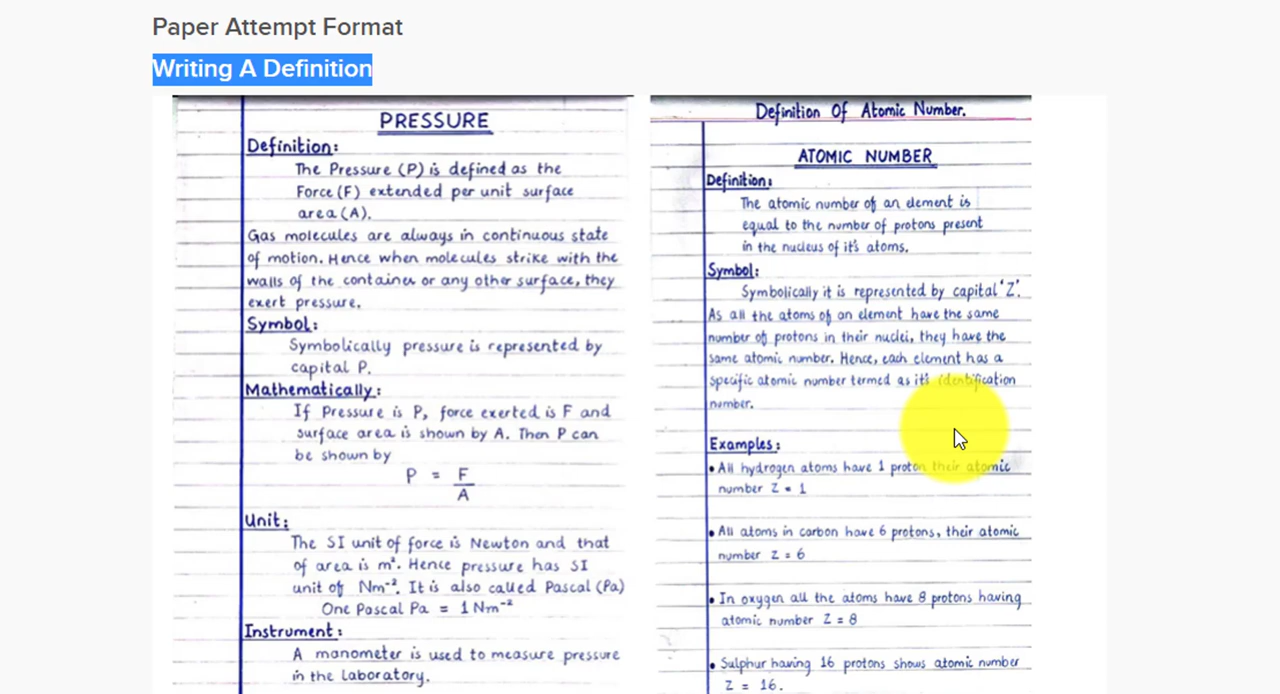 Paper Attempt Format
Writing A Definition
PRESSURE
Definition:
The Pressure (P) is defined as the
Force (F) extended per unit surface
area (A).
Gas molecules are always in continuous state
of motion. Hence when molecules strike with the
walls of the container or any other surface, they
exert pressure.
Symbol:
Symbolically pressure is represented by
capital P.
Mathematically:
If Pressure is P, force exerted is F and
surface area is shown by A. Then P can
be shown by
P = F/A
Unit:
The SI unit of force is Newton and that
of area is m². Hence pressure has SI
unit of Nm⁻². It is also called Pascal (Pa)
One Pascal Pa = 1 Nm⁻²
Instrument:
A manometer is used to measure pressure
in the laboratory.
Definition Of Atomic Number.
ATOMIC NUMBER
Definition:
The atomic number of an element is
equal to the number of protons present
in the nucleus of it's atoms.
Symbol:
Symbolically it is represented by capital 'Z'.
As all the atoms of an element have the same
number of protons in their nuclei, they have the
same atomic number. Hence, each element has a
specific atomic number termed as it's identification
number.
Examples:
• All hydrogen atoms have 1 proton their atomic
number Z = 1
• All atoms in carbon have 6 protons, their atomic
number Z = 6
• In oxygen all the atoms have 8 protons having
atomic number Z = 8
• Sulphur having 16 protons shows atomic number
Z = 16.